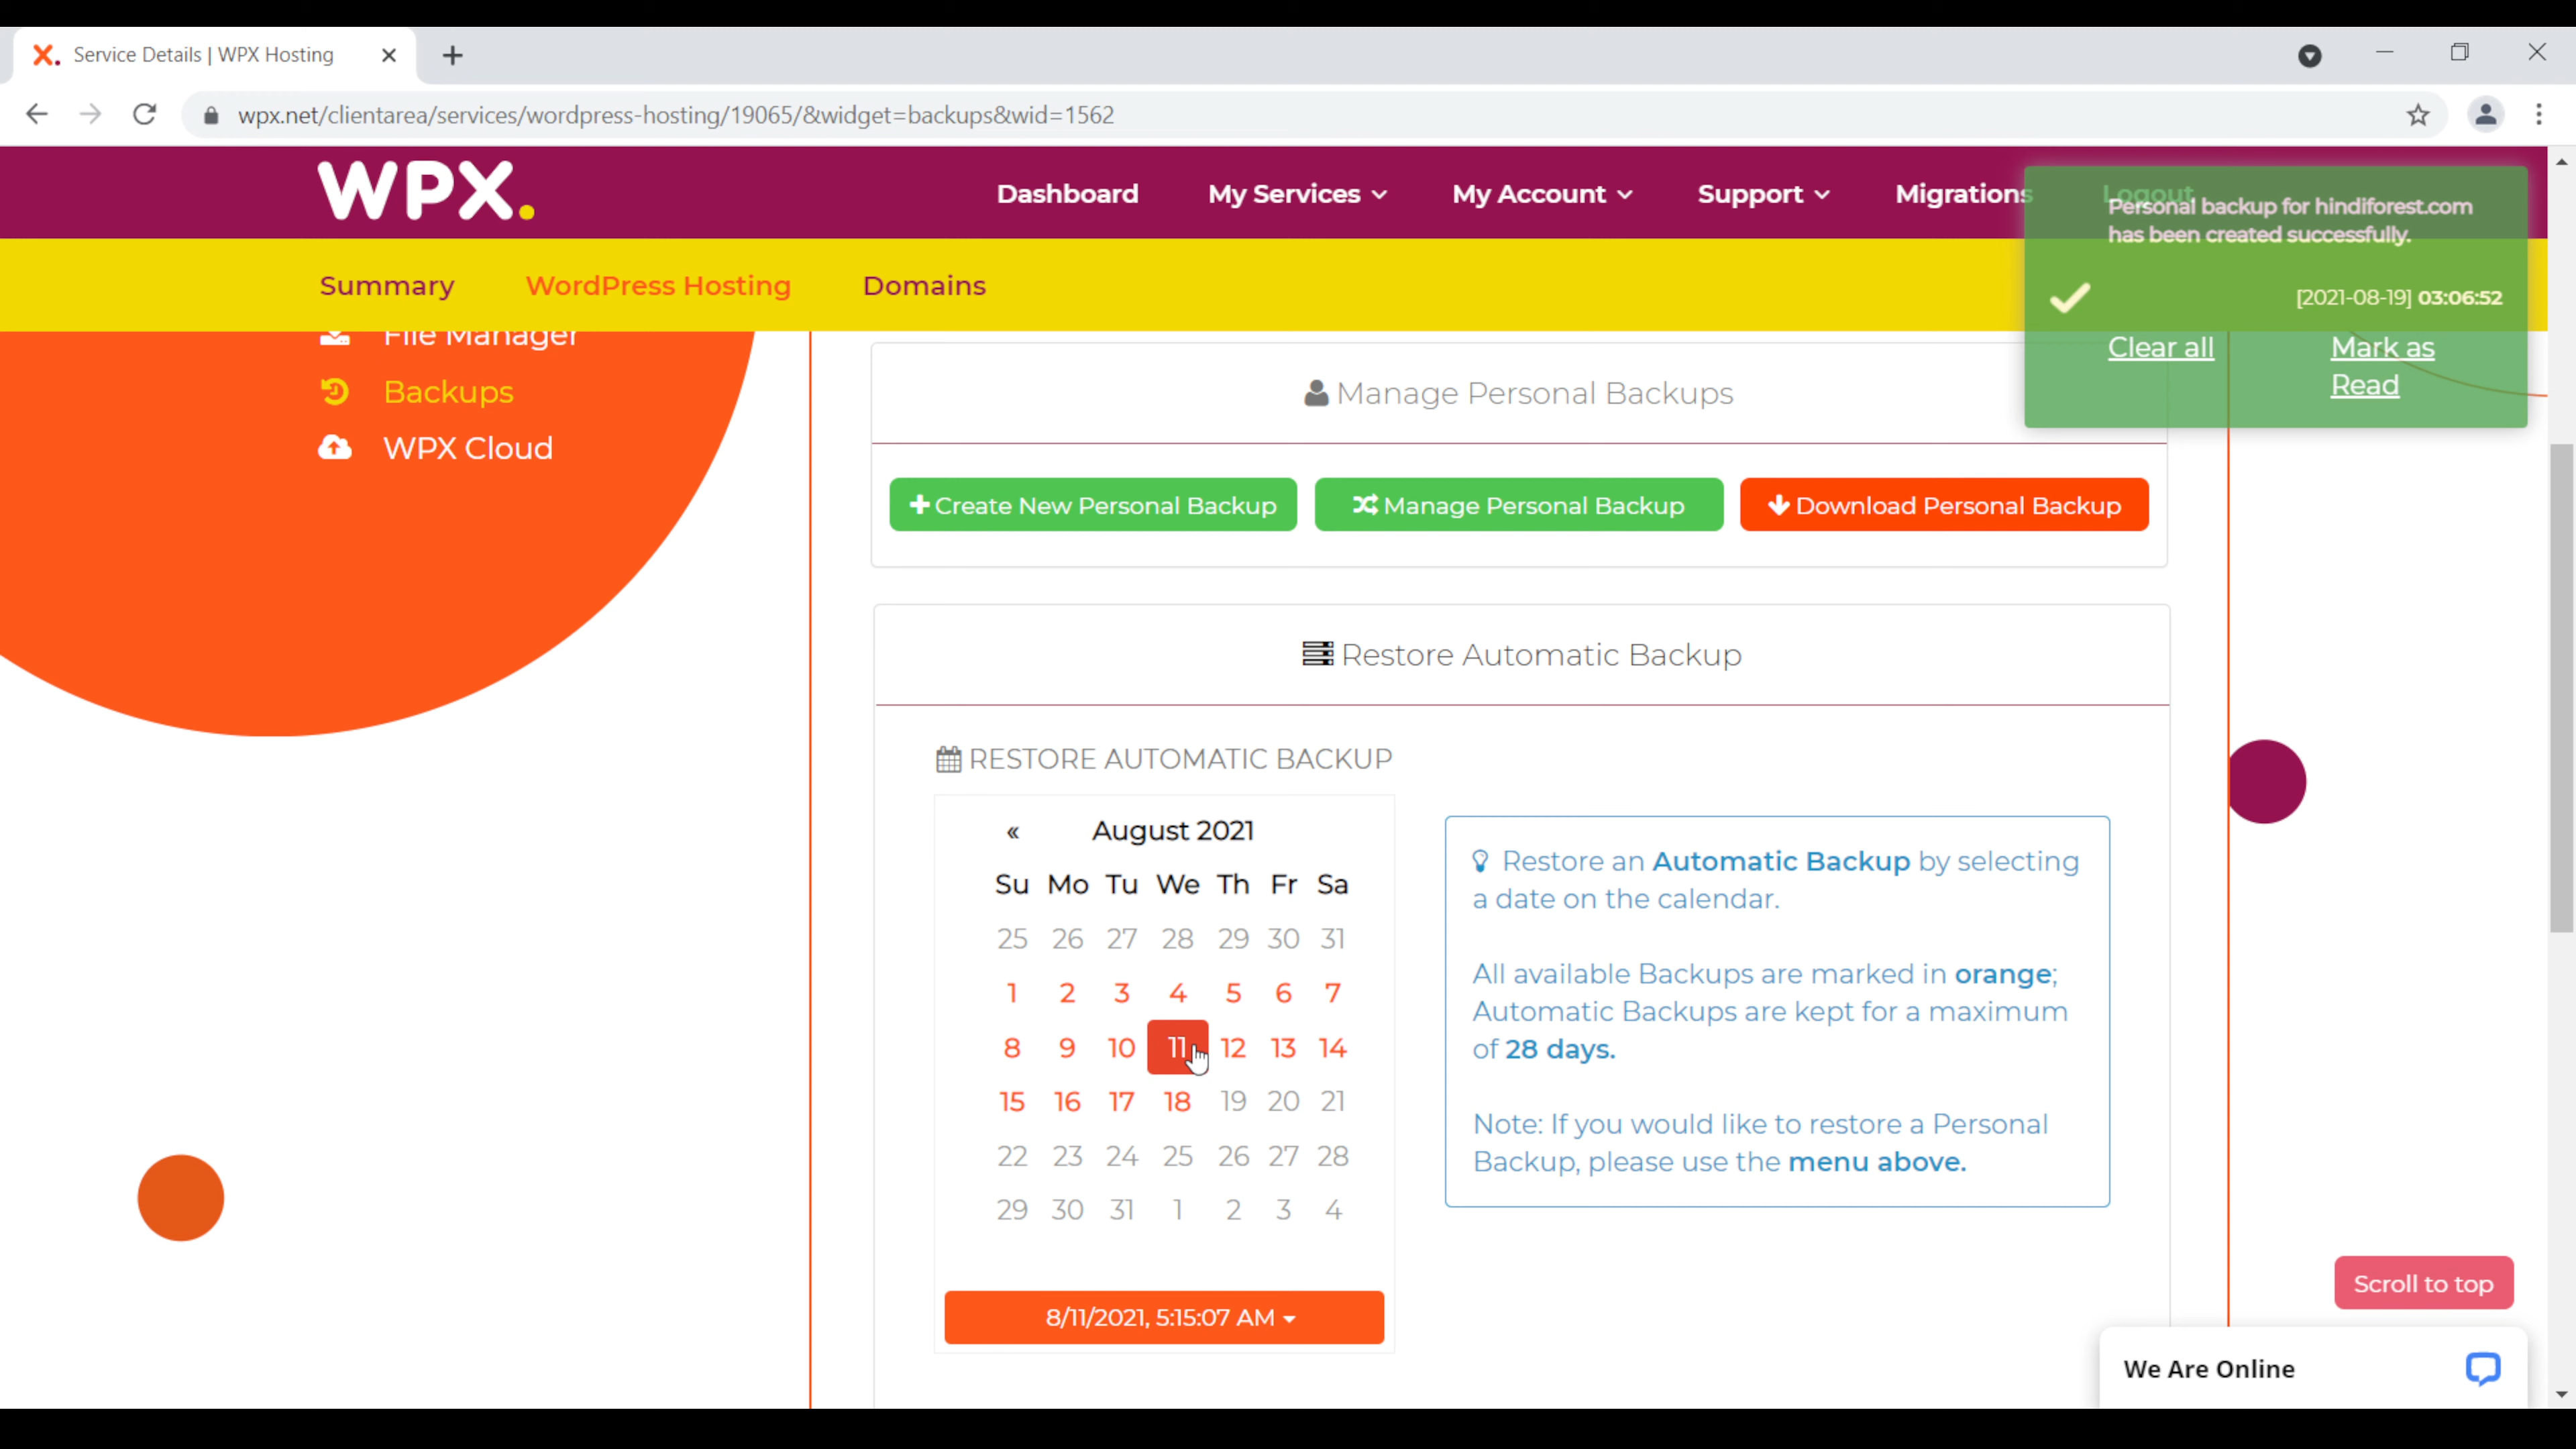 Service Details | WPX Hosting
wpx.net/clientarea/services/wordpress-hosting/19065/&widget=backups&wid=1562
WPX.
Dashboard My Services My Account Support Migrations Logout
Personal backup for hindiforest.com
has been created successfully.
[2021-08-19] 03:06:52
Clear all
Mark as
Read
Summary WordPress Hosting Domains
File Manager
Backups
WPX Cloud
Manage Personal Backups
Create New Personal Backup
Manage Personal Backup
Download Personal Backup
Restore Automatic Backup
RESTORE AUTOMATIC BACKUP
« August 2021
Su Mo Tu We Th Fr Sa
25 26 27 28 29 30 31
1 2 3 4 5 6 7
8 9 10 11 12 13 14
15 16 17 18 19 20 21
22 23 24 25 26 27 28
29 30 31 1 2 3 4
8/11/2021, 5:15:07 AM
Restore an Automatic Backup by selecting
a date on the calendar.
All available Backups are marked in orange;
Automatic Backups are kept for a maximum
of 28 days.
Note: If you would like to restore a Personal
Backup, please use the menu above.
Scroll to top
We Are Online